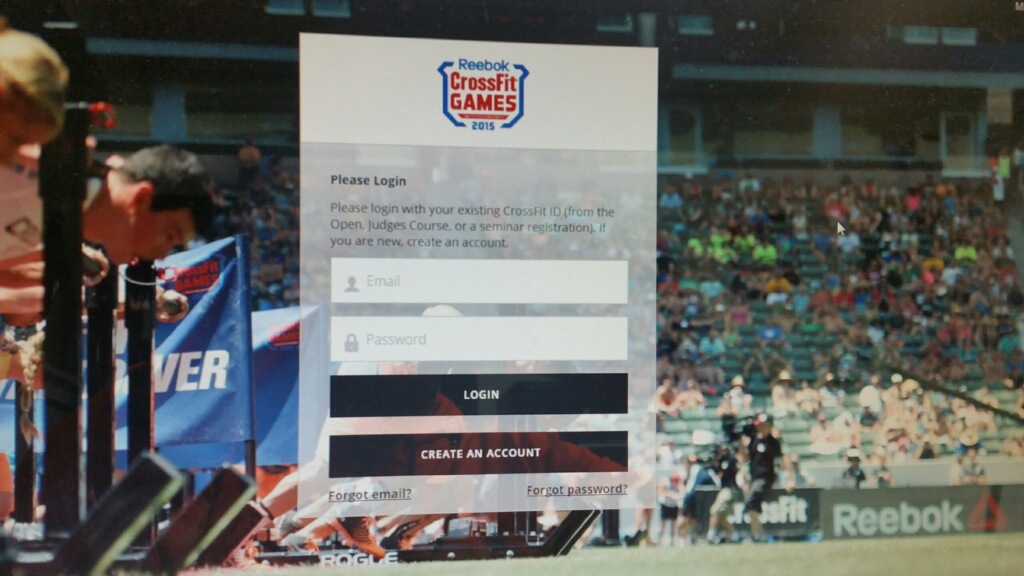 Reebok
CrossFit
GAMES
2015
Please Login
Please login with your existing CrossFit ID (from the
Open, Judges Course, or a seminar registration). If
you are new, create an account.
Email
Password
LOGIN
CREATE AN ACCOUNT
Forgot email?
Forgot password?
CrossFit
GAMES
VER
ROGUE
Reebok
M